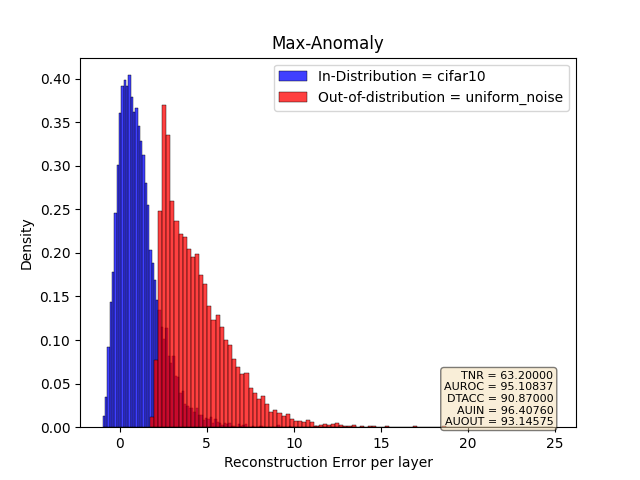 Max-Anomaly
In-Distribution = cifar10
Out-of-distribution = uniform_noise
Density
0.40
0.35
0.30
0.25
0.20
0.15
0.10
0.05
0.00
TNR = 63.20000
AUROC = 95.10837
DTACC = 90.87000
AUIN = 96.40760
AUOUT = 93.14575
0 5 10 15 20 25
Reconstruction Error per layer